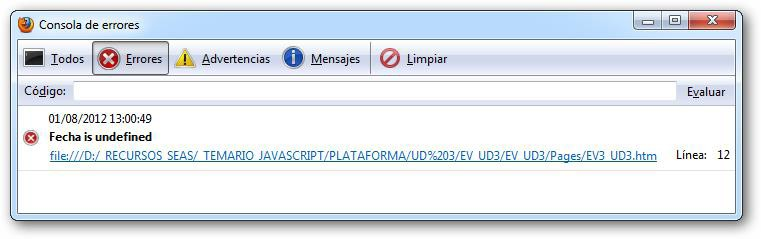 Consola de errores
Todos Errores Advertencias Mensajes Limpiar
Código: Evaluar
01/08/2012 13:00:49
Fecha is undefined
file:///D:/_RECURSOS_SEAS/_TEMARIO_JAVASCRIPT/PLATAFORMA/UD%203/EV_UD3/EV_UD3/Pages/EV3_UD3.htm Línea: 12